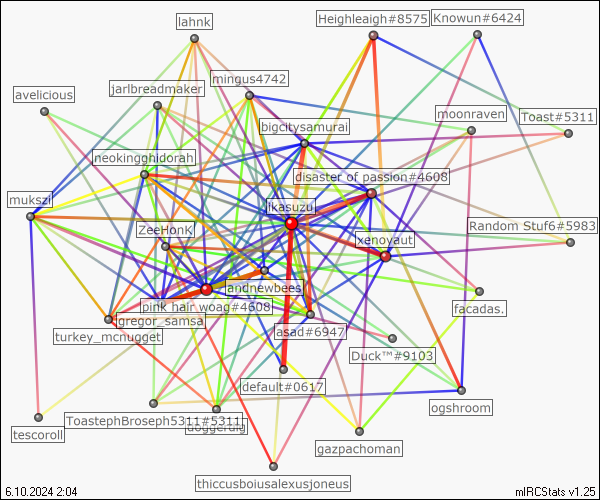 lahnk
Heighleaigh#8575
Knowun#6424
mingus4742
avelicious
jarlbreadmaker
moonraven
Toast#5311
bigcitysamurai
neokingghidorah
disaster of passion#4608
mukszi
ikasuzu
ZeeHonk
xenoyaut
Random Stuf6#5983
andnewbees
pink hair woag#4608
facadas.
gregor_samsa
turkey_mcnugget
asad#6947
Duck™#9103
default#0617
ogshroom
ToastephBroseph5311#5311
tescoroll
gazpachoman
thiccusboiusalexusjoneus
6.10.2024 2:04
mIRCStats v1.25